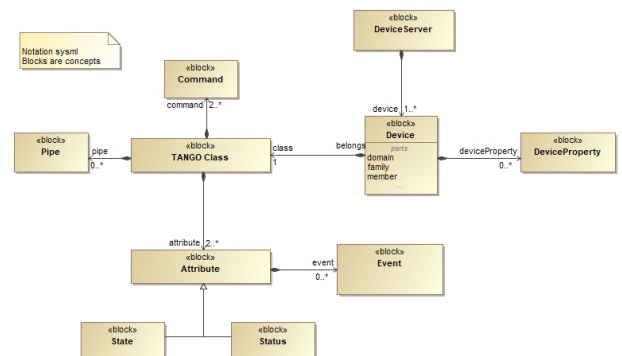 «block»
DeviceServer
Notation sysml
Blocks are concepts
«block»
Command
command 2..*
device 1..*
«block»
Pipe
pipe
0..*
«block»
TANGO Class
class
1
belongs
«block»
Device
parts
domain
family
member
...
deviceProperty
0..*
«block»
DeviceProperty
attribute 2..*
«block»
Attribute
event
0..*
«block»
Event
«block»
State
«block»
Status